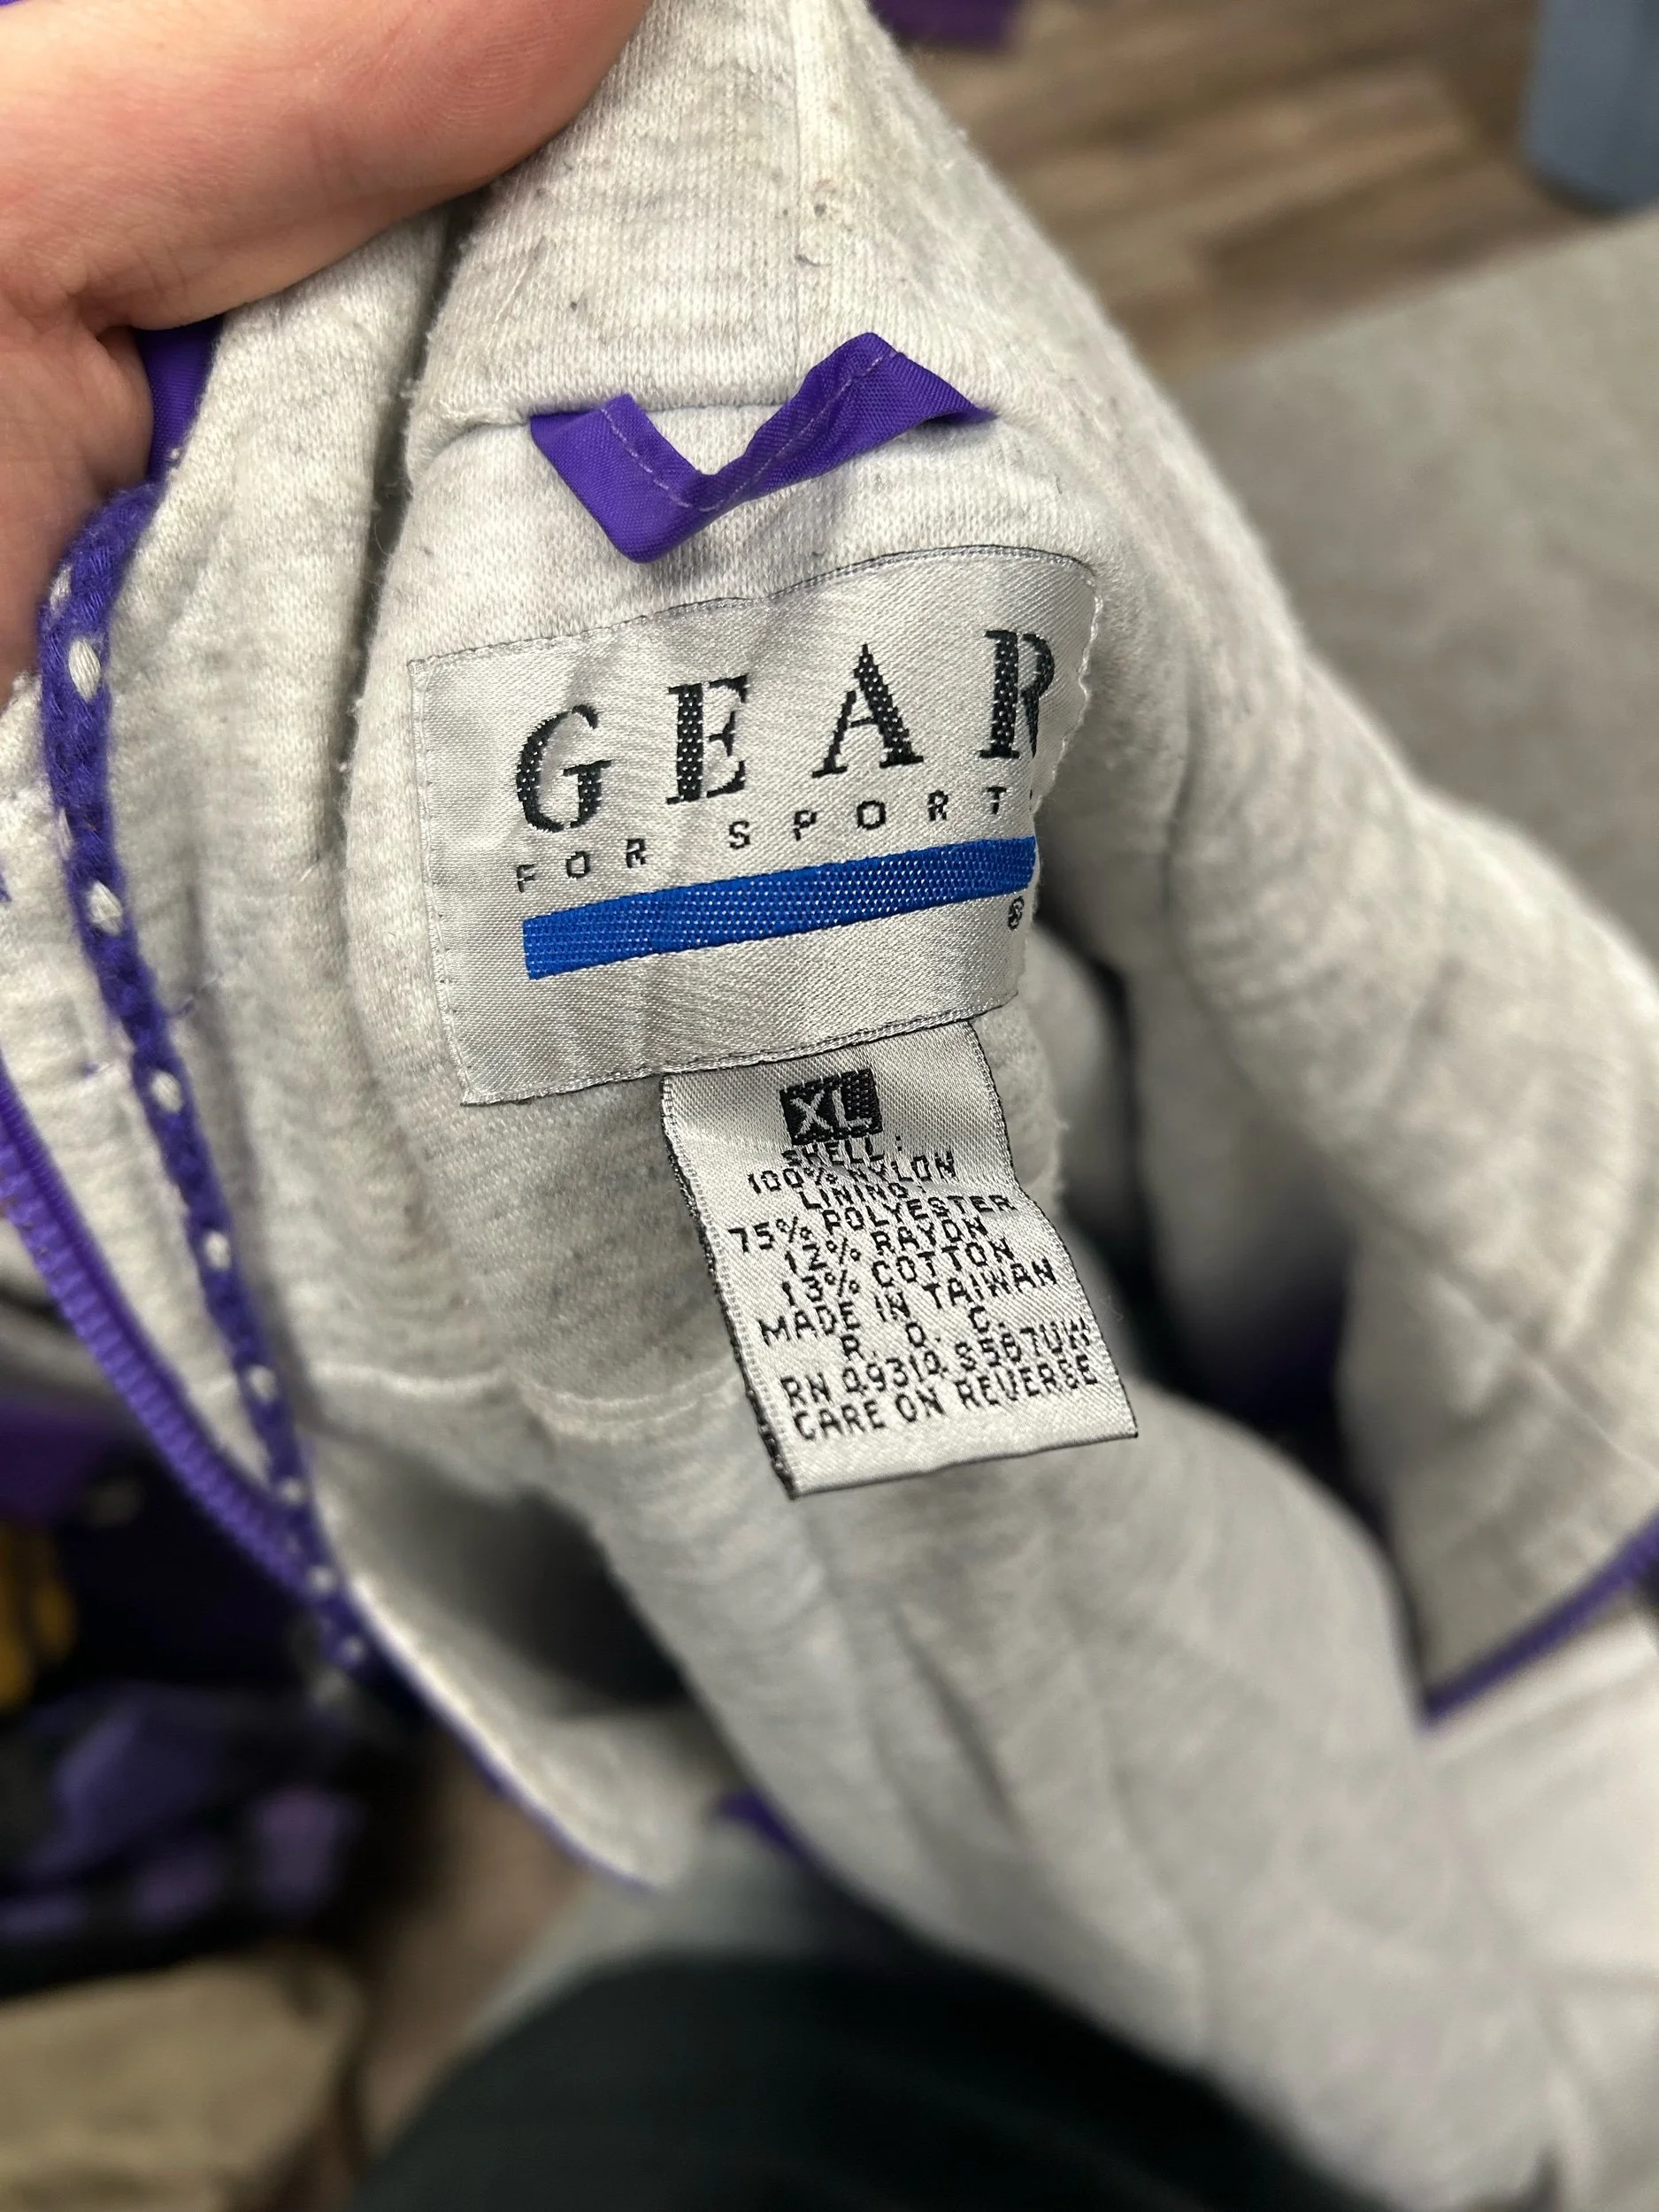 GEAR
FOR SPORTS
®
XL
SHELL:
100% NYLON
LINING:
75% POLYESTER
12% RAYON
13% COTTON
MADE IN TAIWAN
R. O. C.
RN
CARE ON REVERSE